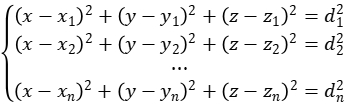 (x − x₁)² + (y − y₁)² + (z − z₁)² = d₁²
(x − x₂)² + (y − y₂)² + (z − z₂)² = d₂²
...
(x − xₙ)² + (y − yₙ)² + (z − zₙ)² = dₙ²